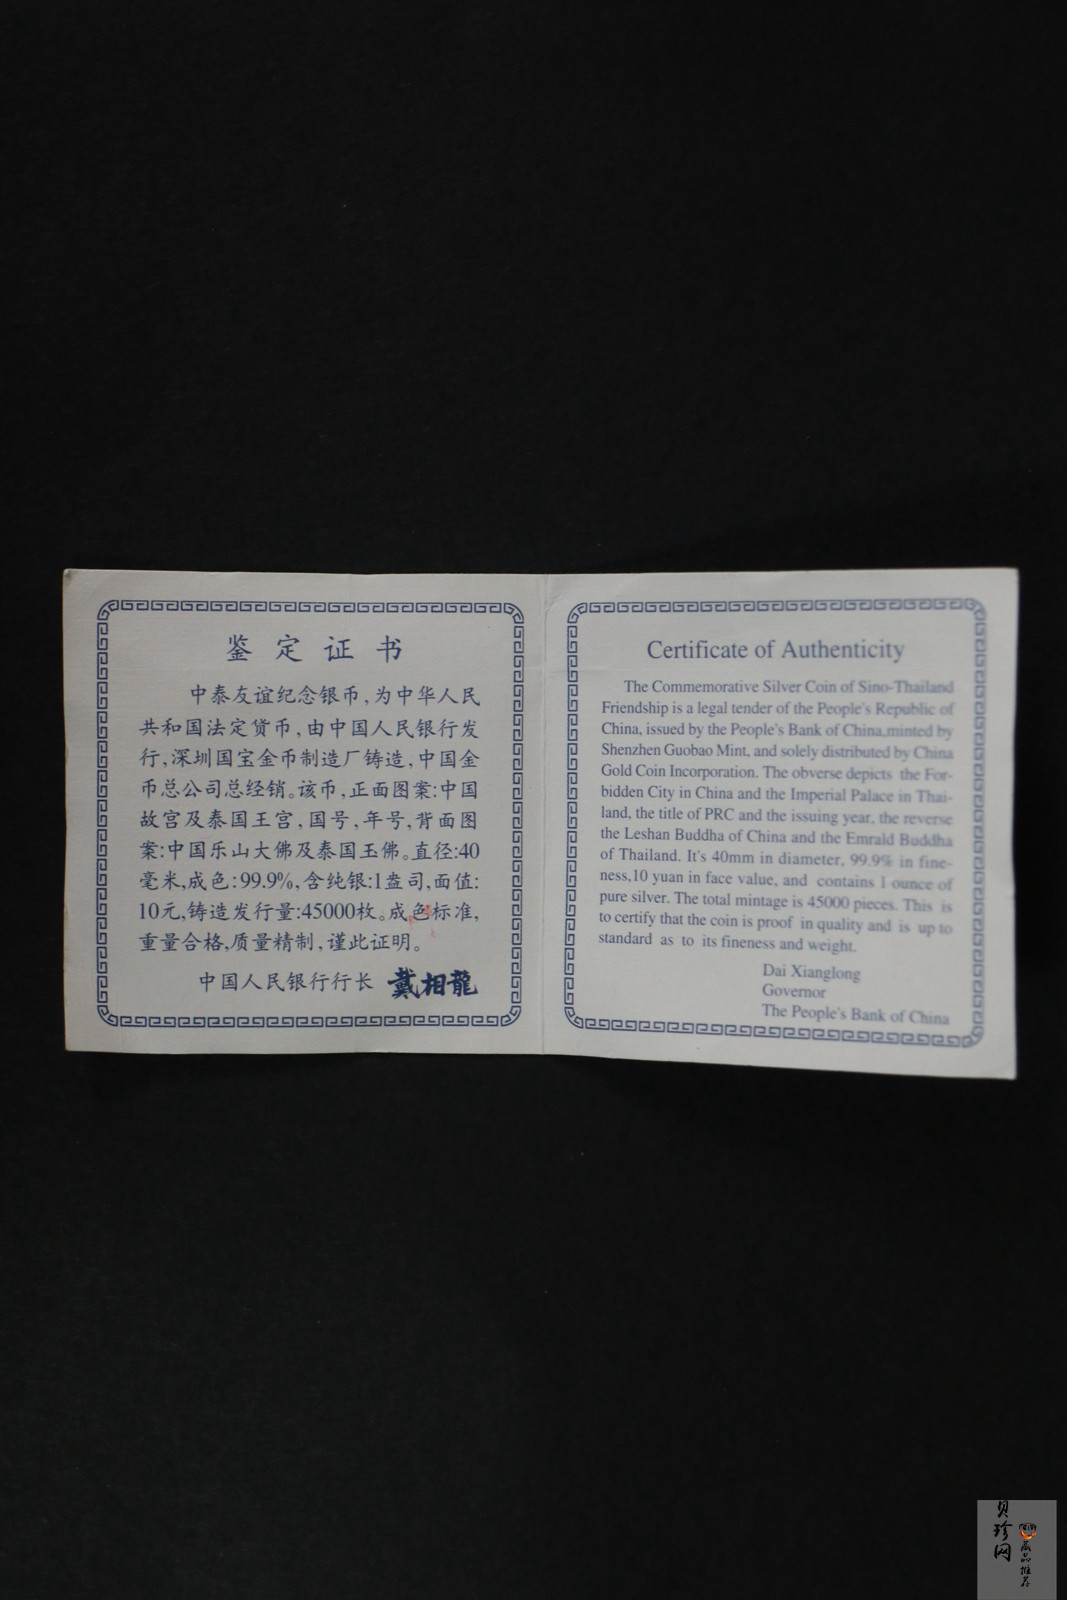 鉴定证书
中泰友谊纪念银币,为中华人民
共和国法定货币,由中国人民银行发
行,深圳国宝金币制造厂铸造,中国金
币总公司总经销。该币,正面图案:中国
故宫及泰国王宫,国号,年号,背面图
案:中国乐山大佛及泰国玉佛。直径:40
毫米,成色:99.9%,含纯银:1盎司,面值:
10元,铸造发行量:45000枚。成色标准,
重量合格,质量精制,谨此证明。
中国人民银行行长 戴相龍
Certificate of Authenticity
The Commemorative Silver Coin of Sino-Thailand
Friendship is a legal tender of the People's Republic of
China, issued by the People's Bank of China,minted by
Shenzhen Guobao Mint, and solely distributed by China
Gold Coin Incorporation. The obverse depicts the For-
bidden City in China and the Imperial Palace in Thai-
land, the title of PRC and the issuing year, the reverse
the Leshan Buddha of China and the Emrald Buddha
of Thailand. It's 40mm in diameter, 99.9% in fine-
ness,10 yuan in face value, and contains 1 ounce of
pure silver. The total mintage is 45000 pieces. This is
to certify that the coin is proof in quality and is up to
standard as to its fineness and weight.
Dai Xianglong
Governor
The People's Bank of China
贝珍网
藏品推荐